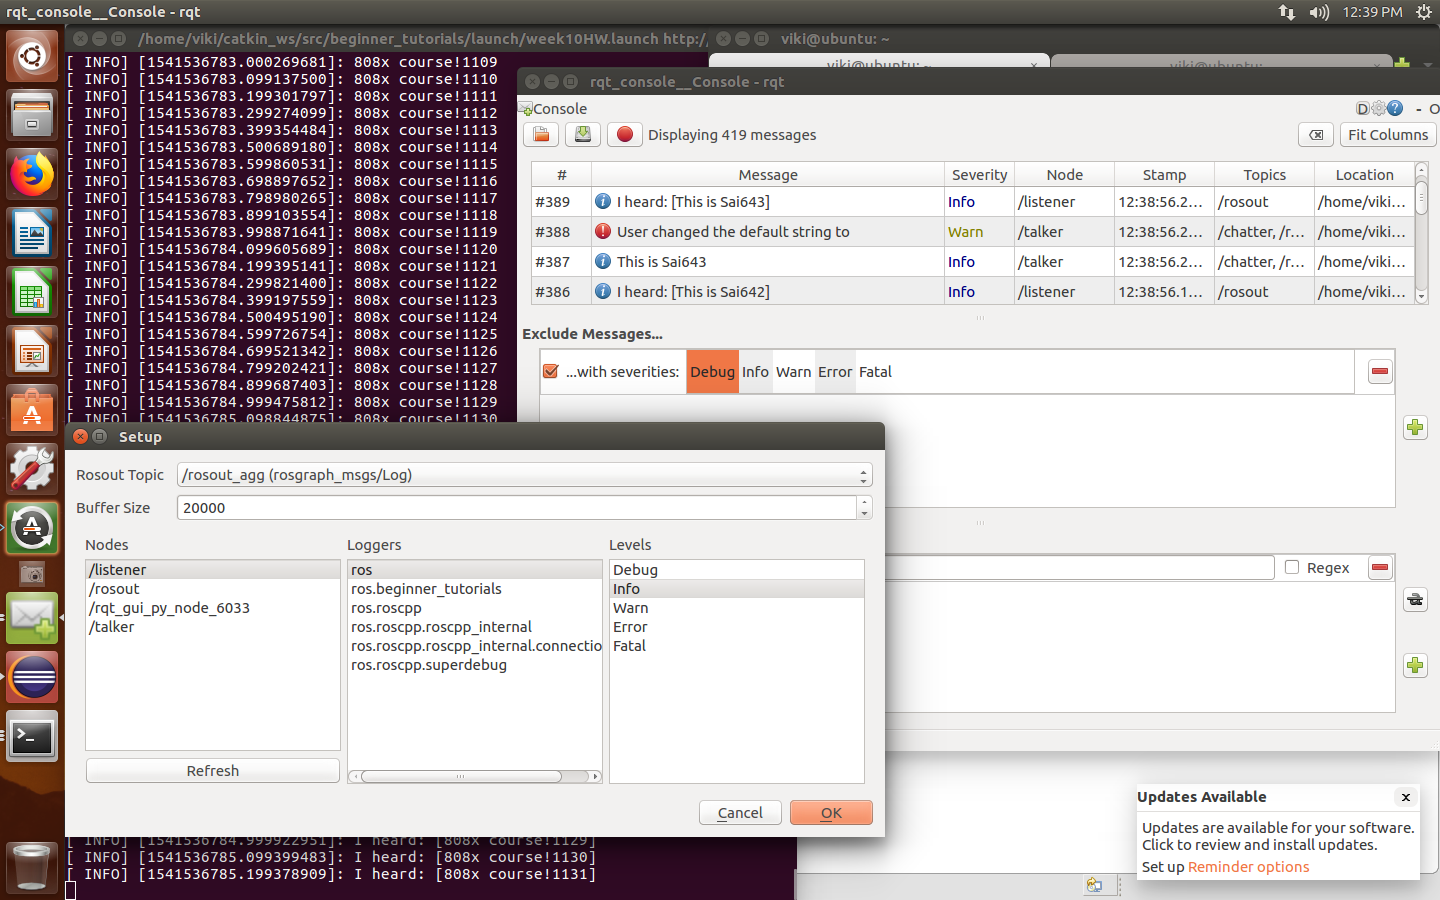 rqt_console__Console - rqt
12:39 PM
/home/viki/catkin_ws/src/beginner_tutorials/launch/week10HW.launch http:/
viki@ubuntu: ~
[ INFO] [1541536783.000269681]: 808x course!1109
[ INFO] [1541536783.099137500]: 808x course!1110
[ INFO] [1541536783.199301797]: 808x course!1111
[ INFO] [1541536783.299274099]: 808x course!1112
[ INFO] [1541536783.399354484]: 808x course!1113
[ INFO] [1541536783.500689180]: 808x course!1114
[ INFO] [1541536783.599860531]: 808x course!1115
[ INFO] [1541536783.698897652]: 808x course!1116
[ INFO] [1541536783.798980265]: 808x course!1117
[ INFO] [1541536783.899103554]: 808x course!1118
[ INFO] [1541536783.998871641]: 808x course!1119
[ INFO] [1541536784.099605689]: 808x course!1120
[ INFO] [1541536784.199395141]: 808x course!1121
[ INFO] [1541536784.299821400]: 808x course!1122
[ INFO] [1541536784.399197559]: 808x course!1123
[ INFO] [1541536784.500495190]: 808x course!1124
[ INFO] [1541536784.599726754]: 808x course!1125
[ INFO] [1541536784.699521342]: 808x course!1126
[ INFO] [1541536784.799202421]: 808x course!1127
[ INFO] [1541536784.899687403]: 808x course!1128
[ INFO] [1541536784.999475812]: 808x course!1129
[ INFO] [1541536785.098844875]: 808x course!1130
viki@ubuntu: ~
viki@ubuntu:
rqt_console__Console - rqt
Console
D
- O
Displaying 419 messages
Fit Columns
# Message Severity Node Stamp Topics Location
#389 I heard: [This is Sai643] Info /listener 12:38:56.2... /rosout /home/viki...
#388 User changed the default string to Warn /talker 12:38:56.2... /chatter, /r... /home/viki...
#387 This is Sai643 Info /talker 12:38:56.2... /chatter, /r... /home/viki...
#386 I heard: [This is Sai642] Info /listener 12:38:56.1... /rosout /home/viki...
Exclude Messages...
...with severities: Debug Info Warn Error Fatal
Regex
Setup
Rosout Topic /rosout_agg (rosgraph_msgs/Log)
Buffer Size 20000
Nodes
/listener
/rosout
/rqt_gui_py_node_6033
/talker
Refresh
Loggers
ros
ros.beginner_tutorials
ros.roscpp
ros.roscpp.roscpp_internal
ros.roscpp.roscpp_internal.connectio
ros.roscpp.superdebug
Levels
Debug
Info
Warn
Error
Fatal
Cancel
OK
[ INFO] [1541536784.999922951]: I heard: [808x course!1129]
[ INFO] [1541536785.099399483]: I heard: [808x course!1130]
[ INFO] [1541536785.199378909]: I heard: [808x course!1131]
Updates Available
Updates are available for your software.
Click to review and install updates.
Set up Reminder options